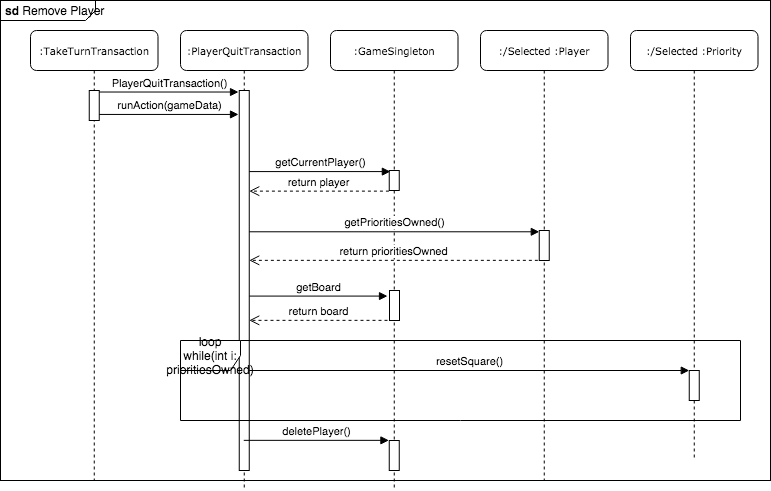 sd Remove Player
:TakeTurnTransaction
:PlayerQuitTransaction
:GameSingleton
:/Selected :Player
:/Selected :Priority
PlayerQuitTransaction()
runAction(gameData)
getCurrentPlayer()
return player
getPrioritiesOwned()
return prioritiesOwned
getBoard
return board
loop
while(int i:
prioritiesOwned)
resetSquare()
deletePlayer()